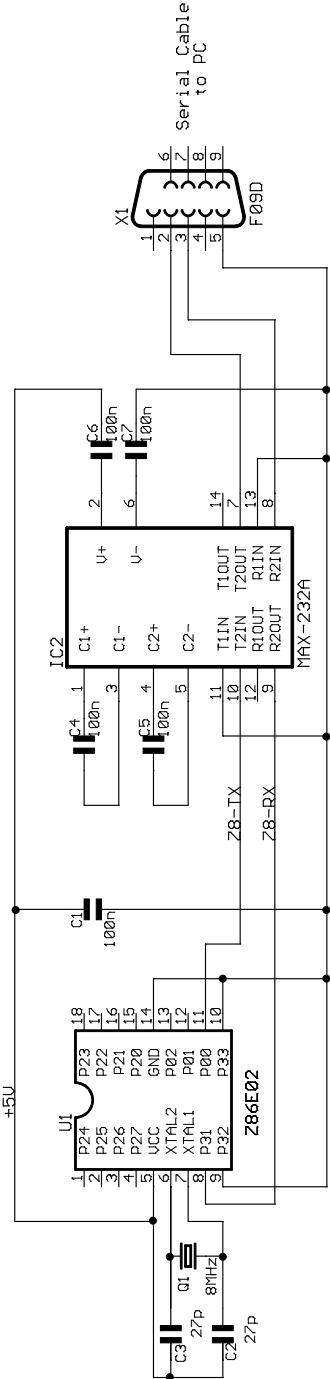 Serial Cable
to PC
X1
F09D
1
2
3
4
5
6
7
8
9
C6
100n
C7
100n
IC2
MAX-232A
C1+
C1-
C2+
C2-
V+
V-
T1IN
T2IN
R1OUT
R2OUT
T1OUT
T2OUT
R1IN
R2IN
1
3
4
5
11
10
12
9
2
6
14
7
13
8
C4
100n
C5
100n
Z8-TX
Z8-RX
C1
100n
+5V
U1
Z86E02
P24
P25
P26
P27
VCC
XTAL2
XTAL1
P31
P32
P23
P22
P21
P20
GND
P02
P01
P00
P33
1
2
3
4
5
6
7
8
9
18
17
16
15
14
13
12
11
10
Q1
8MHz
C3
27p
C2
27p